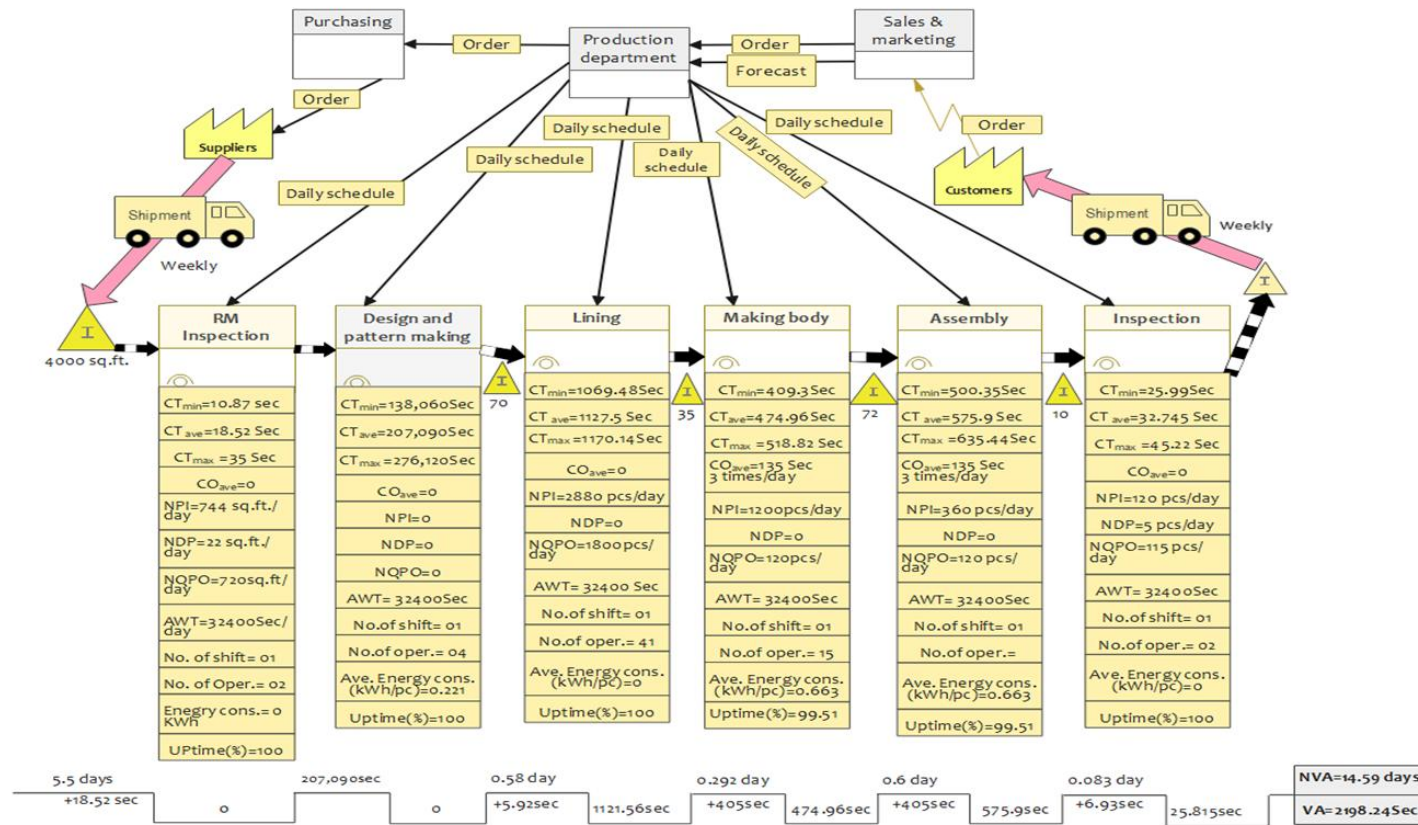 Purchasing
Order
Production
department
Order
Forecast
Sales &
marketing
Order
Suppliers
Shipment
Weekly
Daily schedule
Daily schedule
Daily schedule
Daily
schedule
Daily schedule
Daily schedule
Order
Customers
Shipment
Weekly
I
4000 sq.ft.
RM
Inspection
CTmin=10.87 sec
CTave=18.52 Sec
CTmax =35 Sec
COave=0
NPI=744 sq.ft./
day
NDP=22 sq.ft./
day
NQPO=720sq.ft/
day
AWT=32400Sec/
day
No. of shift= 01
No. of Oper.= 02
Enegry cons.= 0
KWh
UPtime(%)=100
Design and
pattern making
CTmin=138,060Sec
CTave=207,090Sec
CTmax=276,120Sec
COave=0
NPI=0
NDP=0
NQPO=0
AWT= 32400Sec
No.of shift= 01
No.of oper.= 04
Ave. Energy cons.
(kWh/pc)=0.221
Uptime(%)=100
I
70
Lining
CTmin=1069.48Sec
CTave=1127.5 Sec
CTmax=1170.14Sec
COave=0
NPI=2880 pcs/day
NDP=0
NQPO=1800pcs/
day
AWT= 32400 Sec
No.of shift= 01
No.of oper.= 41
Ave. Energy cons.
(kWh/pc)=0
Uptime(%)=100
I
35
Making body
CTmin=409.3Sec
CTave=474.96Sec
CTmax =518.82 Sec
COave=135 Sec
3 times/day
NPI=1200pcs/day
NDP=0
NQPO=120pcs/
day
AWT= 32400Sec
No.of shift= 01
No.of oper.= 15
Ave. Energy cons.
(kWh/pc)=0.663
Uptime(%)=99.51
I
72
Assembly
CTmin=500.35Sec
CTave=575.9 Sec
CTmax =635.44Sec
COave=135 Sec
3 times/day
NPI=360 pcs/day
NDP=0
NQPO=120 pcs/
day
AWT= 32400Sec
No.of shift= 01
No.of oper.=
Ave. Energy cons.
(kWh/pc)=0.663
Uptime(%)=99.51
I
10
Inspection
CTmin=25.99Sec
CTave=32.745 Sec
CTmax =45.22 Sec
COave=0
NPI=120 pcs/day
NDP=5 pcs/day
NQPO=115 pcs/
day
AWT= 32400Sec
No.of shift= 01
No.of oper.= 02
Ave. Energy cons.
(kWh/pc)=0
Uptime(%)=100
I
5.5 days
+18.52 sec
0
207,090sec
0
0.58 day
+5.92sec
1121.56sec
0.292 day
+405sec
474.96sec
0.6 day
+405sec
575.9sec
0.083 day
+6.93sec
25.815sec
NVA=14.59 days
VA=2198.24Sec